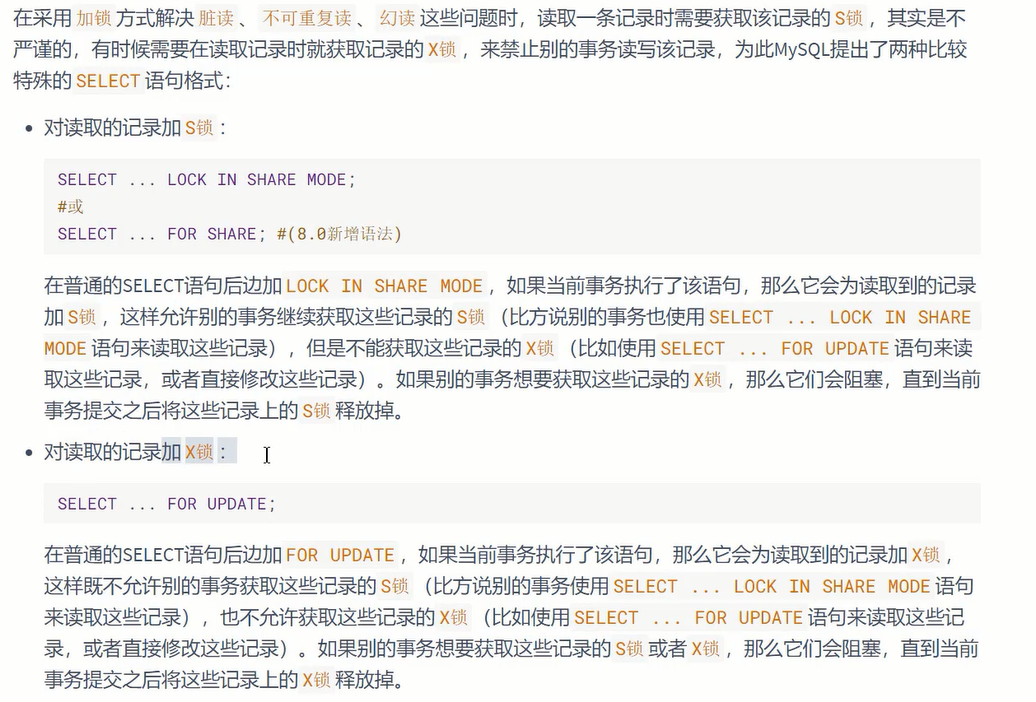 在采用 加锁 方式解决 脏读 、 不可重复读 、 幻读 这些问题时，读取一条记录时需要获取该记录的 S锁 ，其实是不
严谨的，有时候需要在读取记录时就获取记录的 X锁 ，来禁止别的事务读写该记录，为此MySQL提出了两种比较
特殊的 SELECT 语句格式：
• 对读取的记录加 S锁 ：
SELECT ... LOCK IN SHARE MODE;
#或
SELECT ... FOR SHARE; #(8.0新增语法)
在普通的SELECT语句后边加 LOCK IN SHARE MODE ，如果当前事务执行了该语句，那么它会为读取到的记录
加 S锁 ，这样允许别的事务继续获取这些记录的 S锁 （比方说别的事务也使用 SELECT ... LOCK IN SHARE
MODE 语句来读取这些记录），但是不能获取这些记录的 X锁 （比如使用 SELECT ... FOR UPDATE 语句来读
取这些记录，或者直接修改这些记录）。如果别的事务想要获取这些记录的 X锁 ，那么它们会阻塞，直到当前
事务提交之后将这些记录上的 S锁 释放掉。
• 对读取的记录加 X锁 ：
SELECT ... FOR UPDATE;
在普通的SELECT语句后边加 FOR UPDATE ，如果当前事务执行了该语句，那么它会为读取到的记录加 X锁 ，
这样既不允许别的事务获取这些记录的 S锁 （比方说别的事务使用 SELECT ... LOCK IN SHARE MODE 语句
来读取这些记录），也不允许获取这些记录的 X锁 （比如使用 SELECT ... FOR UPDATE 语句来读取这些记
录，或者直接修改这些记录）。如果别的事务想要获取这些记录的 S锁 或者 X锁 ，那么它们会阻塞，直到当前
事务提交之后将这些记录上的 X锁 释放掉。